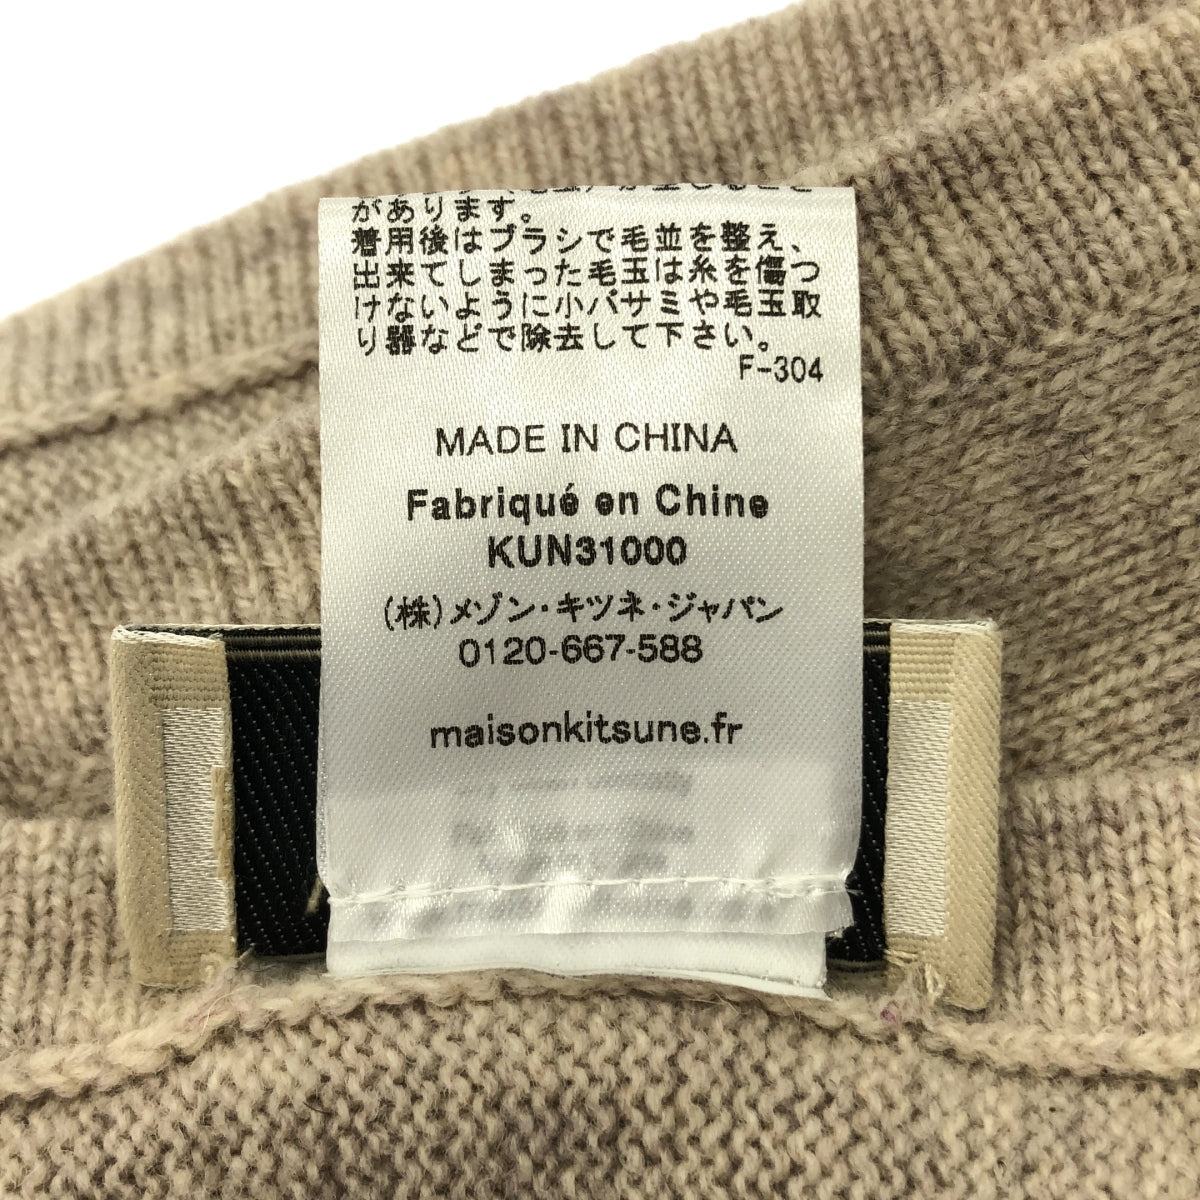 があります。
着用後はブラシで毛並を整え、
出来てしまった毛玉は糸を傷つ
けないように小バサミや毛玉取
り器などで除去して下さい。
F-304
MADE IN CHINA
Fabriqué en Chine
KUN31000
(株)メゾン・キツネ・ジャパン
0120-667-588
maisonkitsune.fr